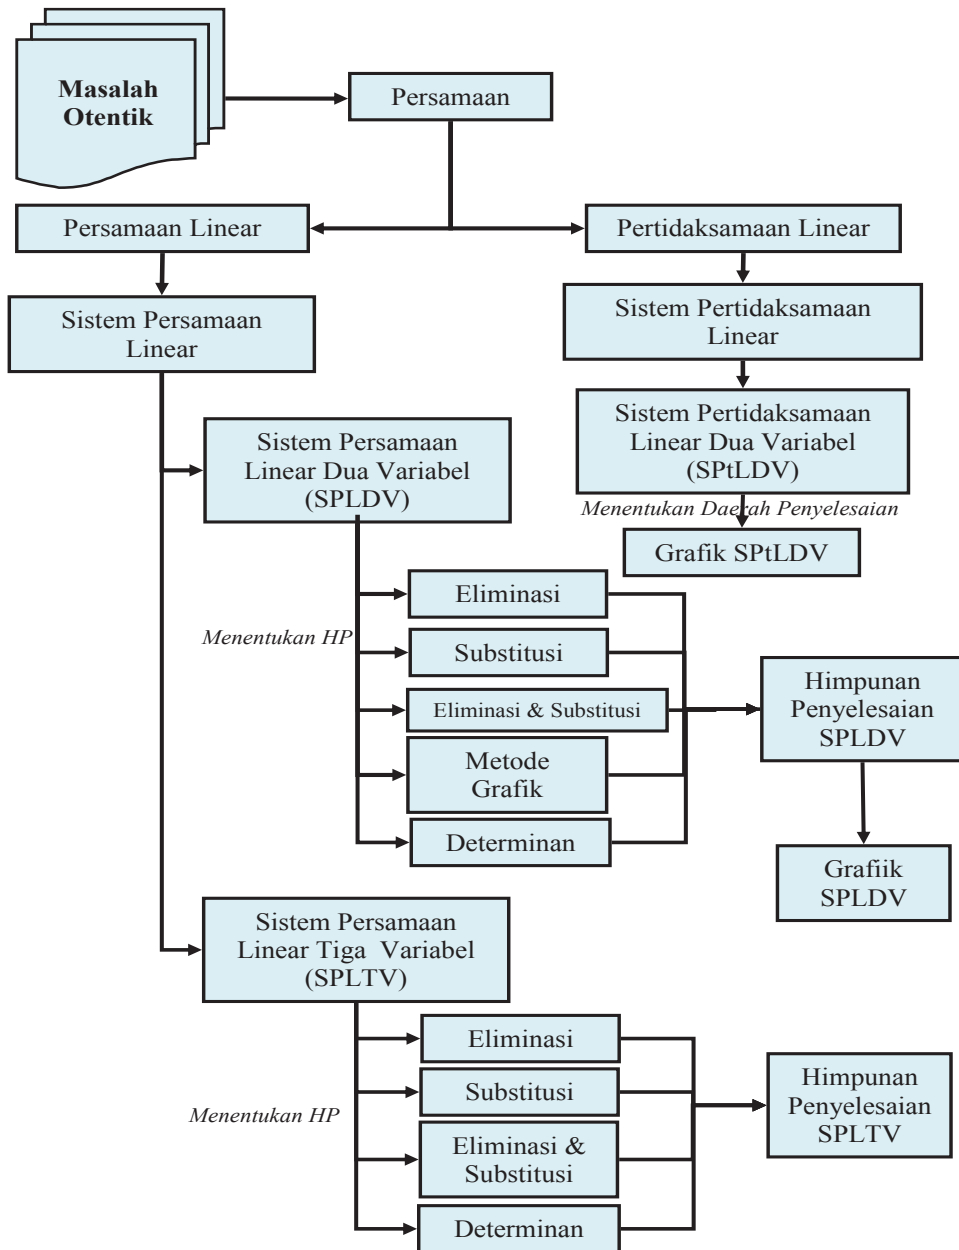 Masalah
Otentik
Persamaan
Persamaan Linear
Pertidaksamaan Linear
Sistem Persamaan
Linear
Sistem Pertidaksamaan
Linear
Sistem Persamaan
Linear Dua Variabel
(SPLDV)
Sistem Pertidaksamaan
Linear Dua Variabel
(SPtLDV)
Menentukan Daerah Penyelesaian
Grafik SPtLDV
Menentukan HP
Eliminasi
Substitusi
Eliminasi & Substitusi
Metode
Grafik
Determinan
Himpunan
Penyelesaian
SPLDV
Grafiik
SPLDV
Sistem Persamaan
Linear Tiga Variabel
(SPLTV)
Menentukan HP
Eliminasi
Substitusi
Eliminasi &
Substitusi
Determinan
Himpunan
Penyelesaian
SPLTV